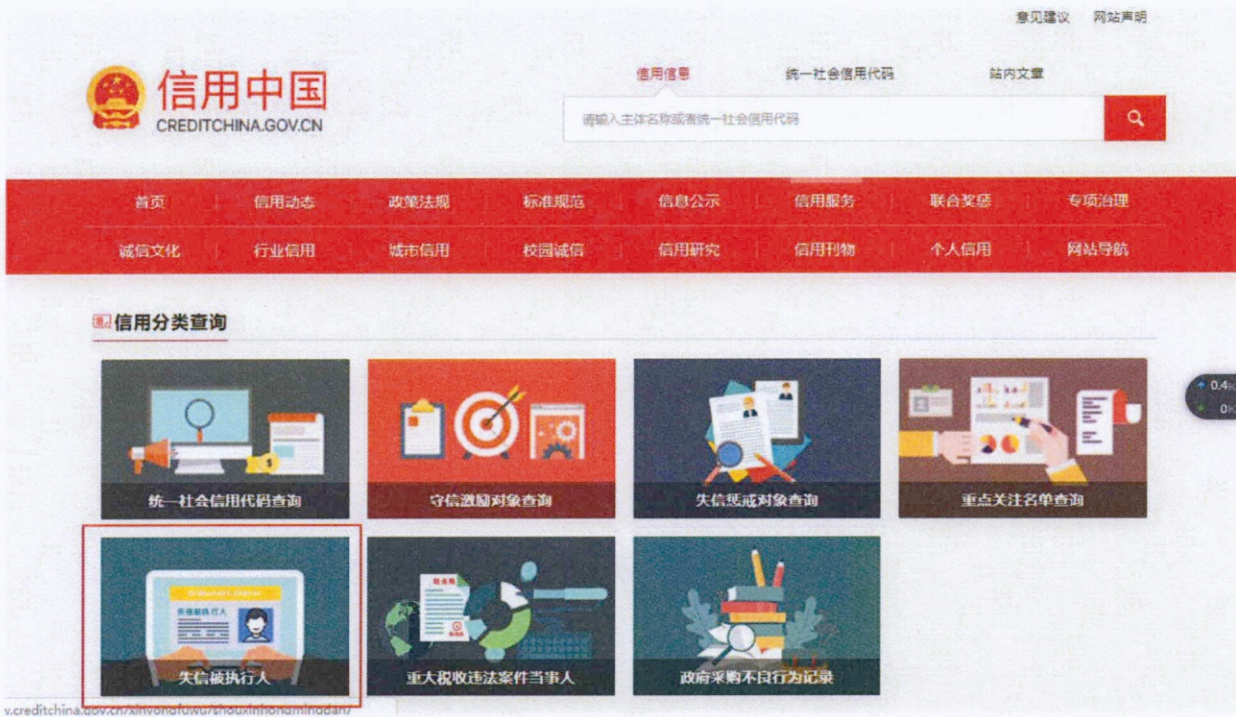 意见建议 网站声明
信用中国
CREDITCHINA.GOV.CN
信用信息 统一社会信用代码 站内文章
请输入主体名称或者统一社会信用代码
首页 信用动态 政策法规 标准规范 信息公示 信用服务 联合奖惩 专项治理
诚信文化 行业信用 城市信用 校园诚信 信用研究 信用刊物 个人信用 网站导航
信用分类查询
0.4K
0K
统一社会信用代码查询 守信激励对象查询 失信惩戒对象查询 重点关注名单查询
失信被执行人
失信被执行人 重大税收违法案件当事人 政府采购不良行为记录
v.creditchina.gov.cn/xinyongfuwu/shouxinhongmingdan/